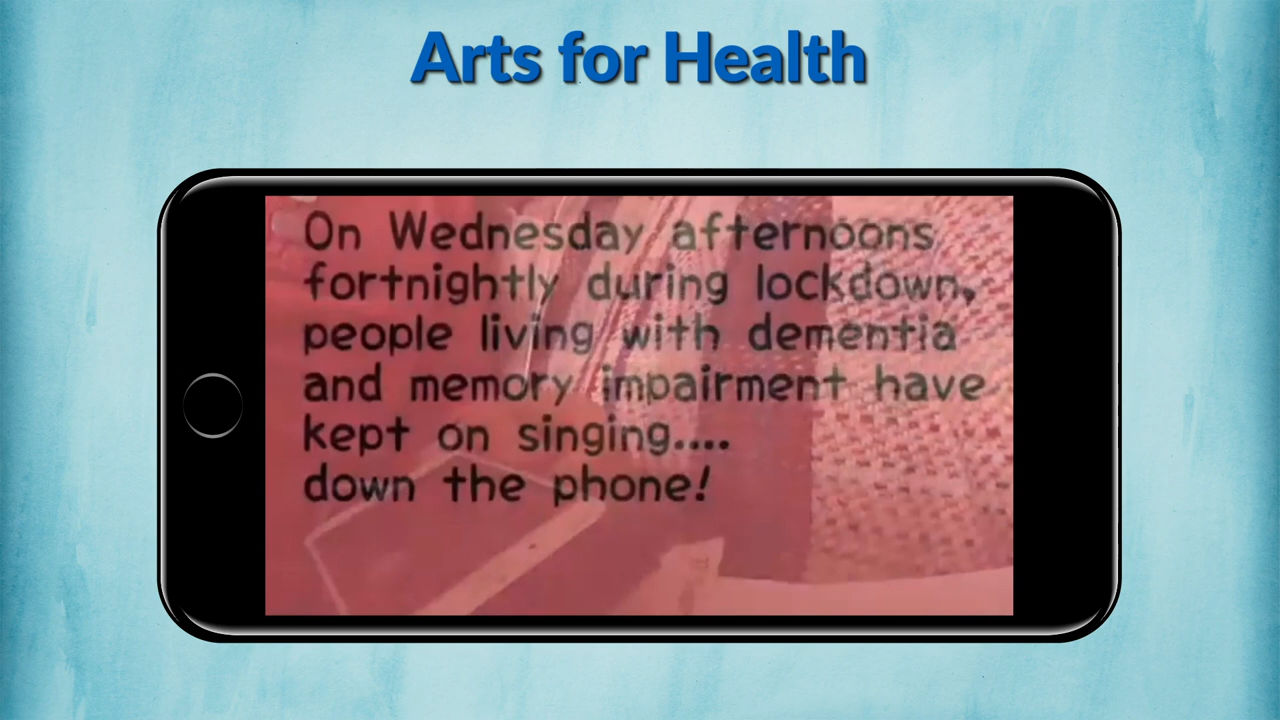 Arts for Health
On Wednesday afternoons
fortnightly during lockdown,
people living with dementia
and memory impairment have
kept on singing....
down the phone!